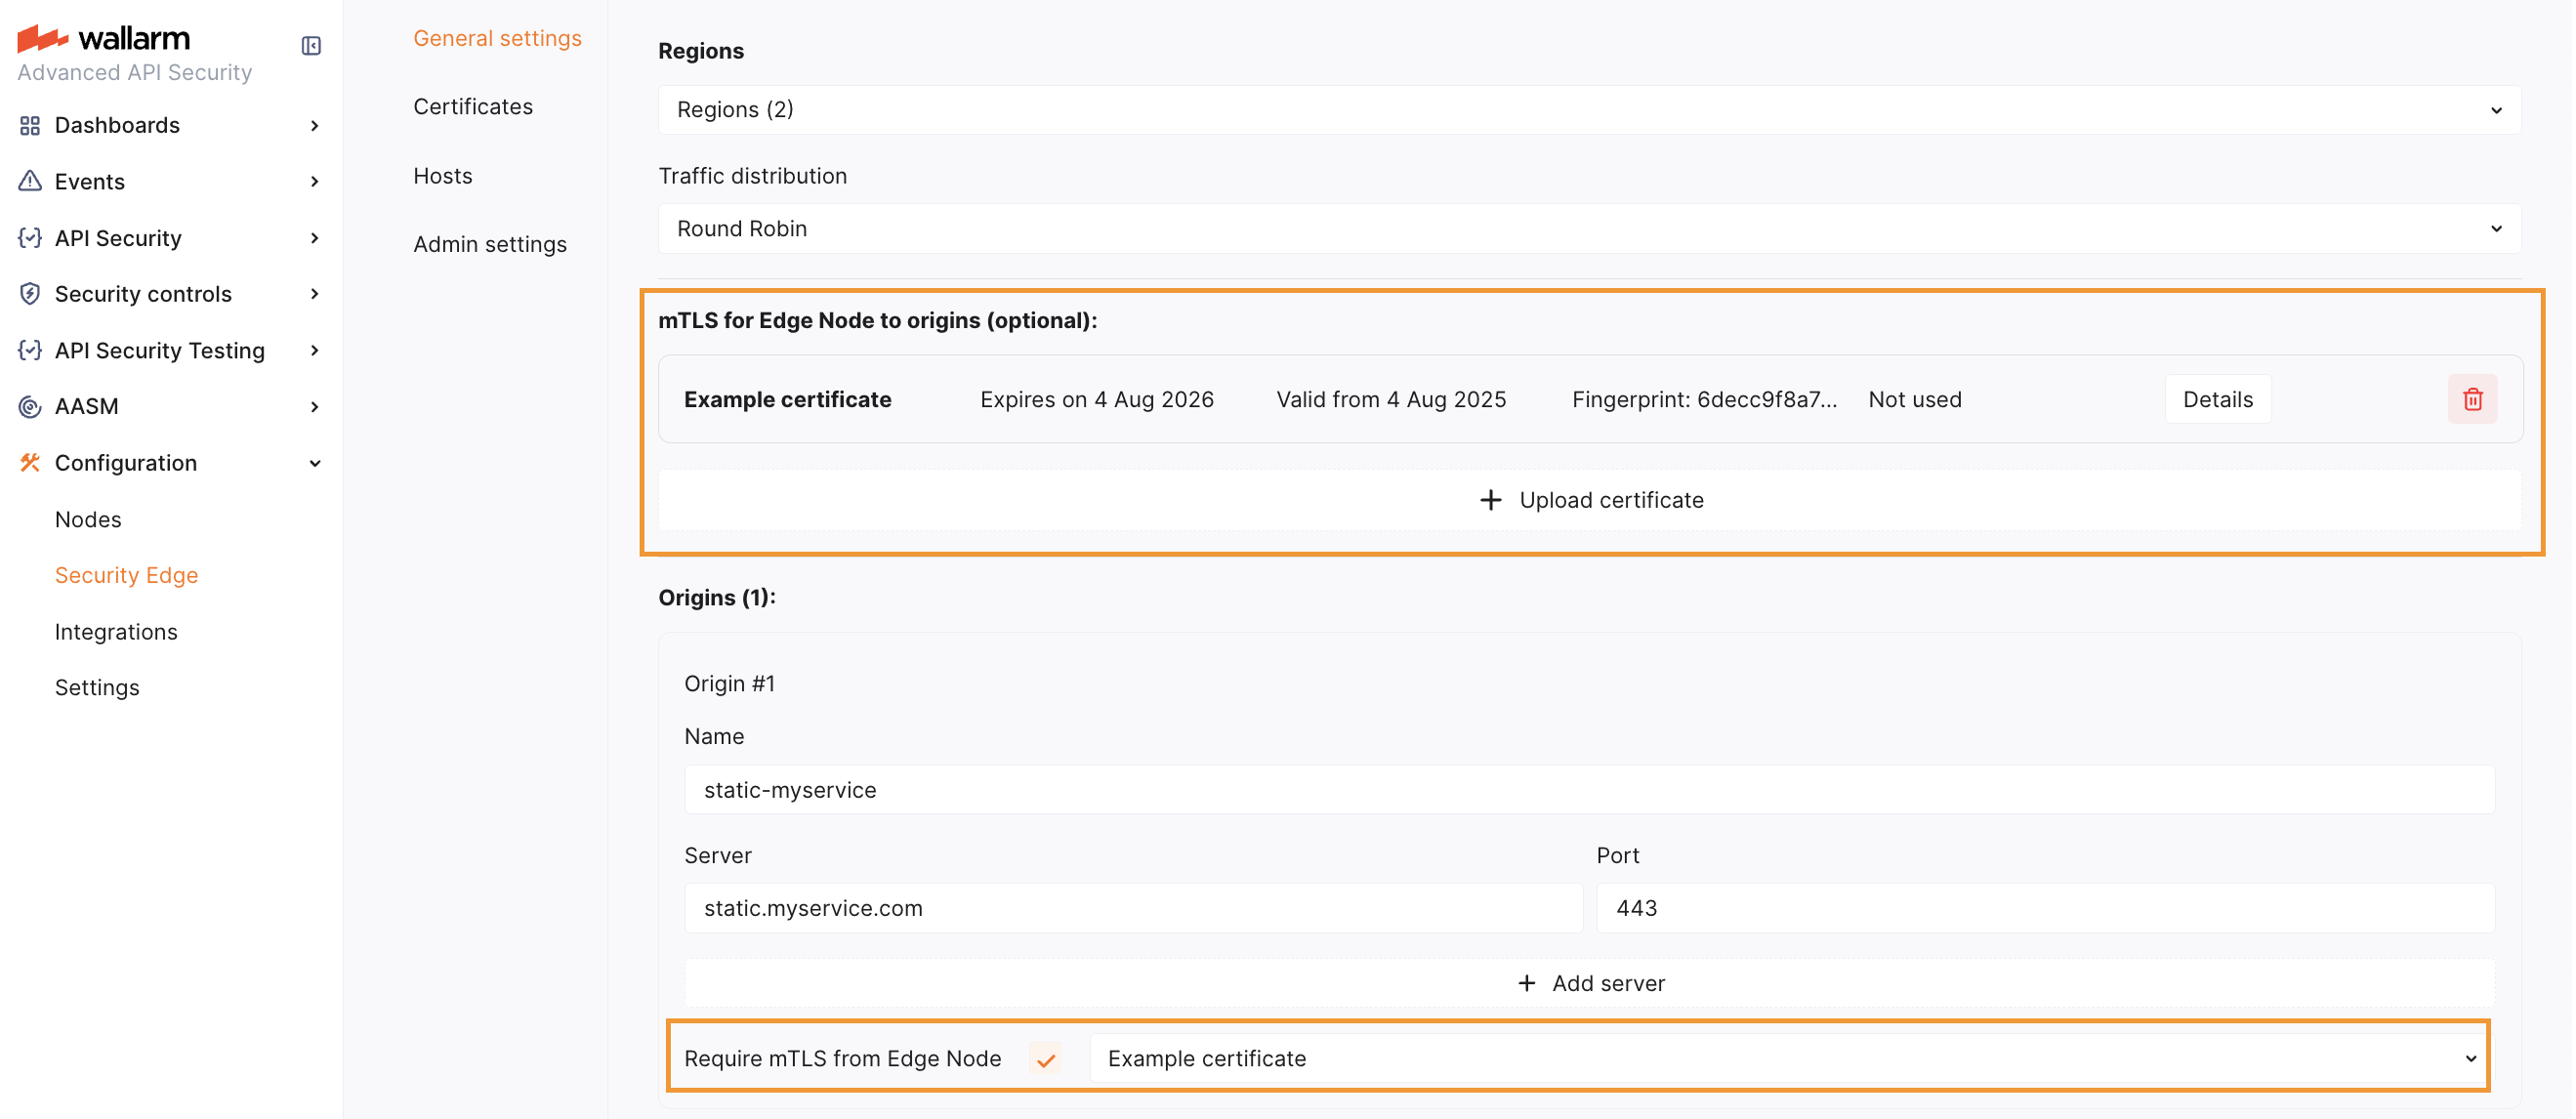 wallarm
Advanced API Security
Dashboards
Events
API Security
Security controls
API Security Testing
AASM
Configuration
Nodes
Security Edge
Integrations
Settings
General settings
Certificates
Hosts
Admin settings
Regions
Regions (2)
Traffic distribution
Round Robin
mTLS for Edge Node to origins (optional):
Example certificate Expires on 4 Aug 2026 Valid from 4 Aug 2025 Fingerprint: 6decc9f8a7... Not used Details
+ Upload certificate
Origins (1):
Origin #1
Name
static-myservice
Server Port
static.myservice.com 443
+ Add server
Require mTLS from Edge Node Example certificate